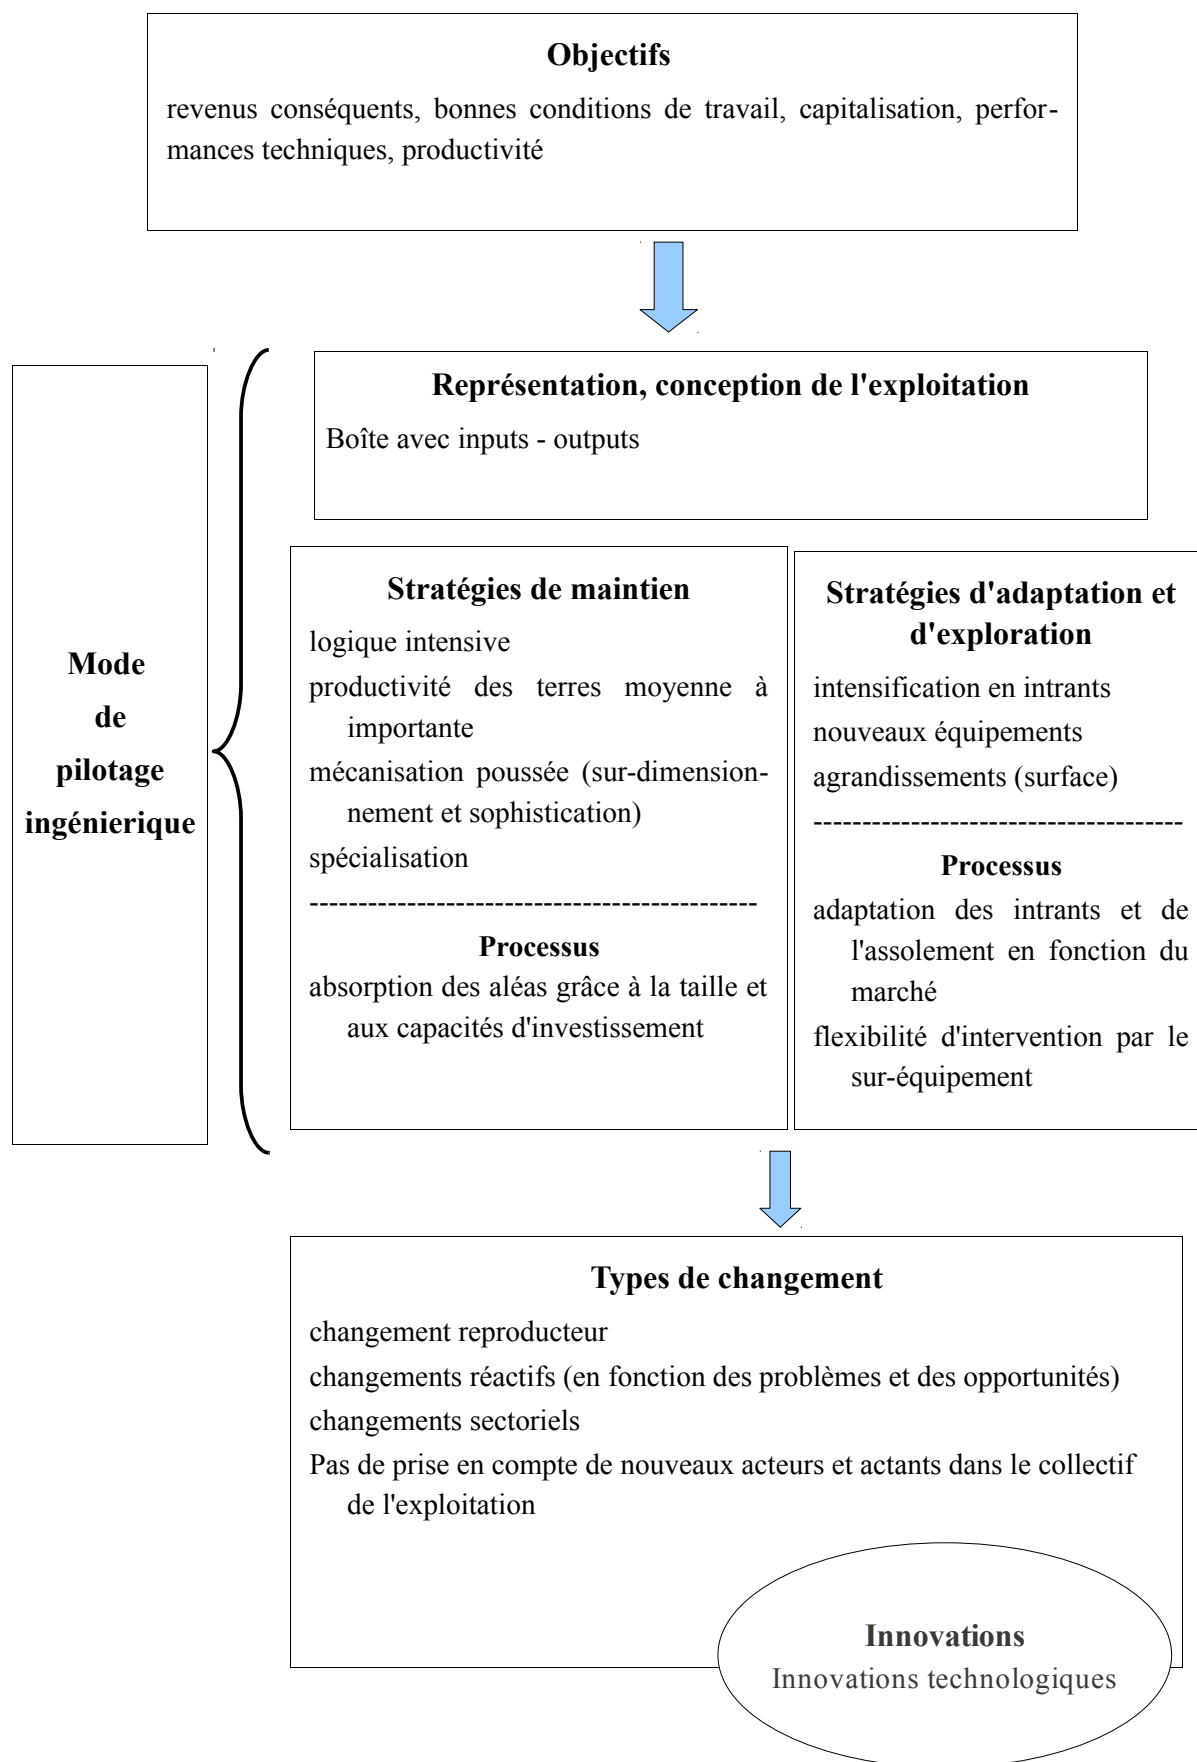 Objectifs
revenus conséquents, bonnes conditions de travail, capitalisation, perfor-
mances techniques, productivité
Représentation, conception de l'exploitation
Boîte avec inputs - outputs
Mode
de
pilotage
ingénierique
Stratégies de maintien
logique intensive
productivité des terres moyenne à
importante
mécanisation poussée (sur-dimension-
nement et sophistication)
spécialisation
----------------------------------------------
Processus
absorption des aléas grâce à la taille et
aux capacités d'investissement
Stratégies d'adaptation et
d'exploration
intensification en intrants
nouveaux équipements
agrandissements (surface)
--------------------------------------
Processus
adaptation des intrants et de
l'assolement en fonction du
marché
flexibilité d'intervention par le
sur-équipement
Types de changement
changement reproducteur
changements réactifs (en fonction des problèmes et des opportunités)
changements sectoriels
Pas de prise en compte de nouveaux acteurs et actants dans le collectif
de l'exploitation
Innovations
Innovations technologiques